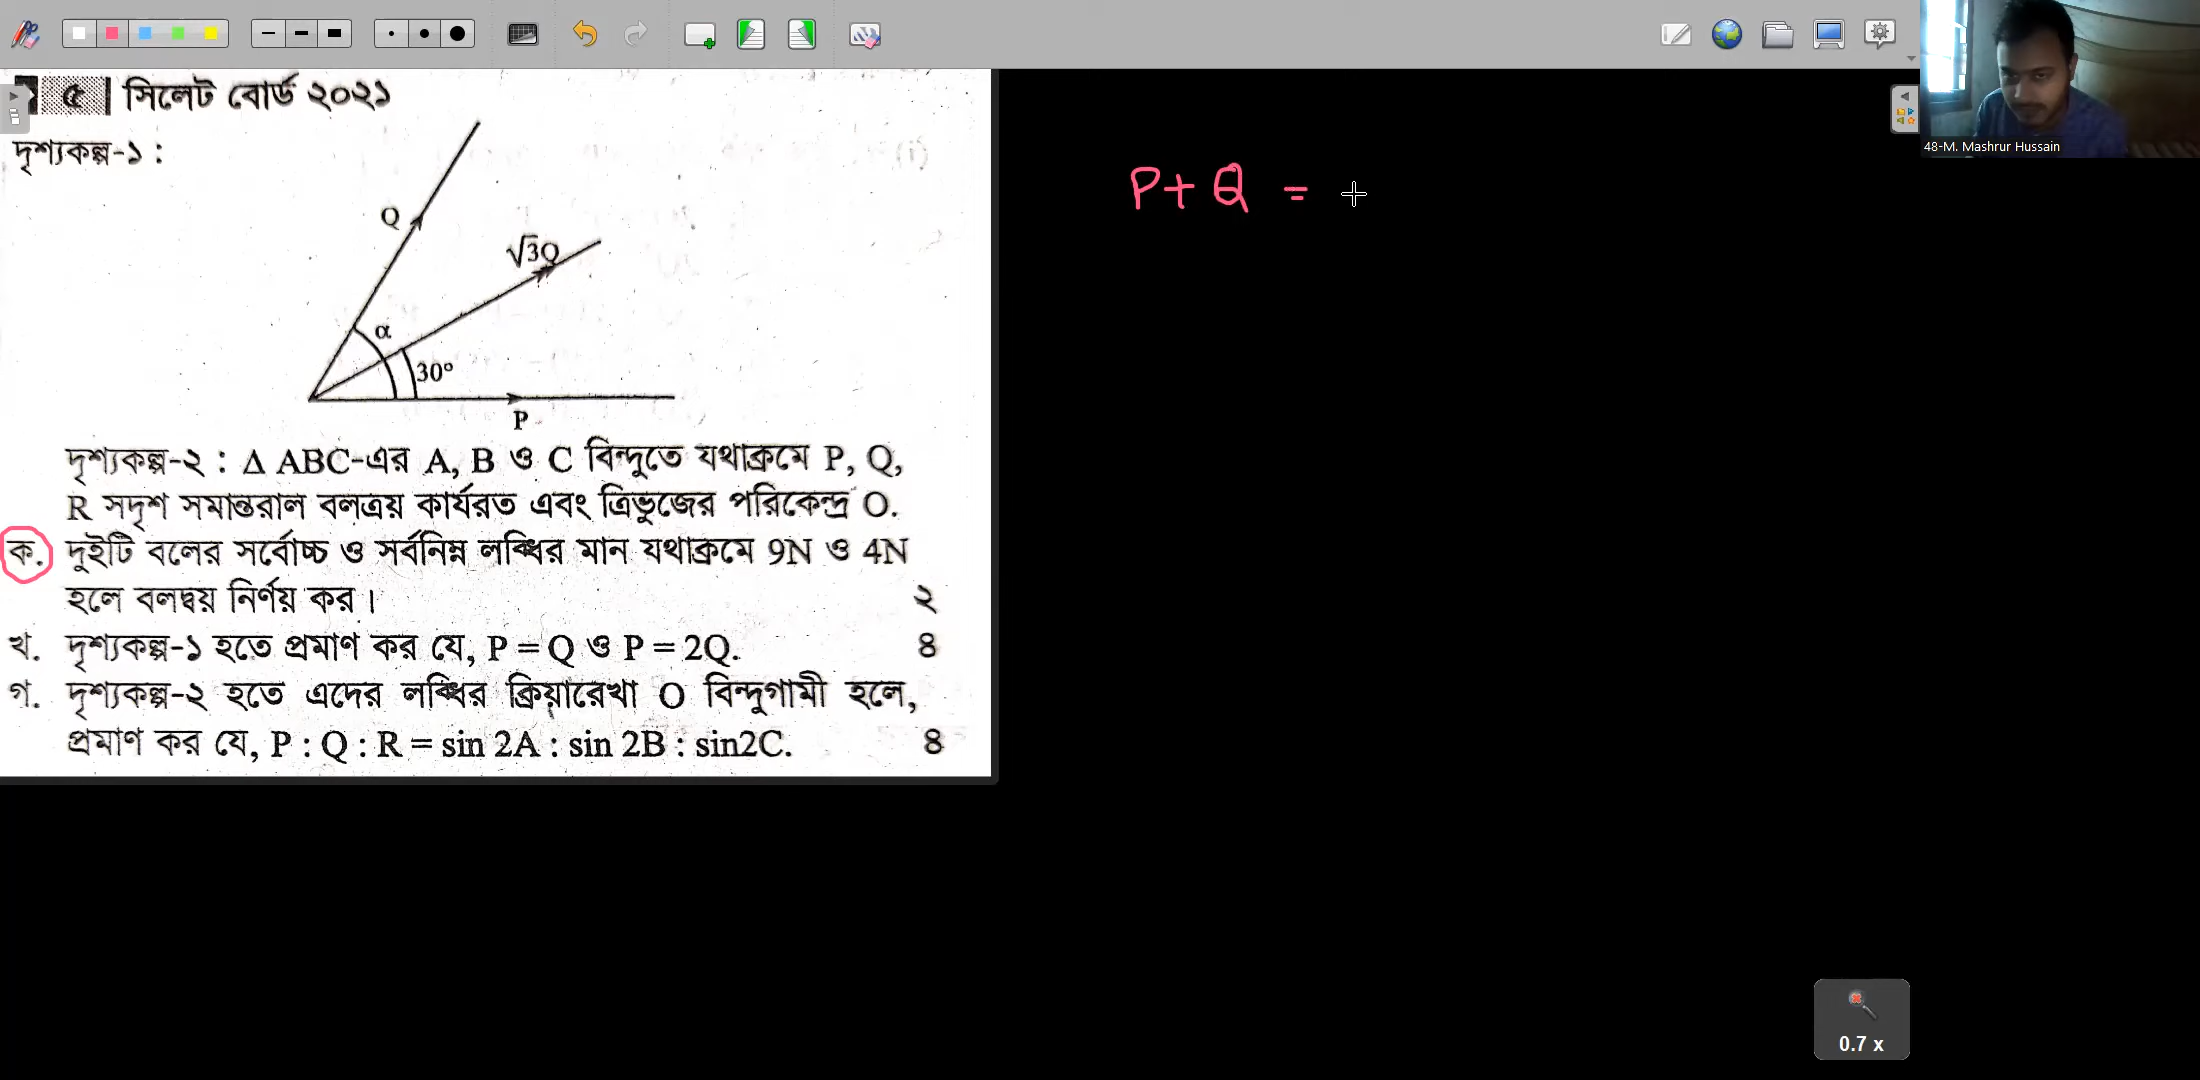 ৫ সিলেট বোর্ড ২০২১
দৃশ্যকল্প-১ :
Q
√3Q
α
30°
P
দৃশ্যকল্প-২ : Δ ABC-এর A, B ও C বিন্দুতে যথাক্রমে P, Q,
R সদৃশ সমান্তরাল বলত্রয় কার্যরত এবং ত্রিভুজের পরিকেন্দ্র O.
ক. দুইটি বলের সর্বোচ্চ ও সর্বনিম্ন লব্ধির মান যথাক্রমে 9N ও 4N
হলে বলদ্বয় নির্ণয় কর। ২
খ. দৃশ্যকল্প-১ হতে প্রমাণ কর যে, P = Q ও P = 2Q. ৪
গ. দৃশ্যকল্প-২ হতে এদের লব্ধির ক্রিয়ারেখা O বিন্দুগামী হলে,
প্রমাণ কর যে, P : Q : R = sin 2A : sin 2B : sin2C. ৪
P + Q =
48-M. Mashrur Hussain
0.7 x